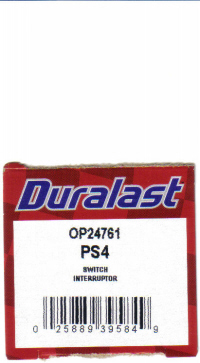 Duralast
OP24761
PS4
SWITCH
INTERRUPTOR
0 25889 39584 9